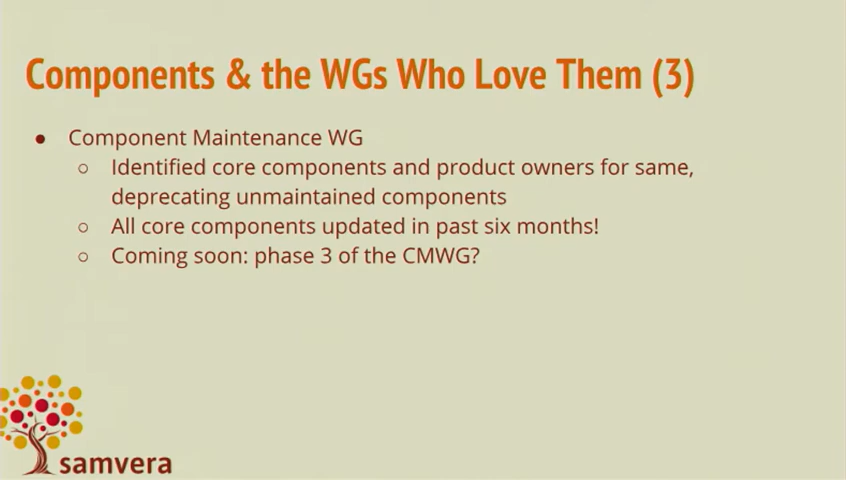 Components & the WGs Who Love Them (3)
● Component Maintenance WG
○ Identified core components and product owners for same,
deprecating unmaintained components
○ All core components updated in past six months!
○ Coming soon: phase 3 of the CMWG?
samvera